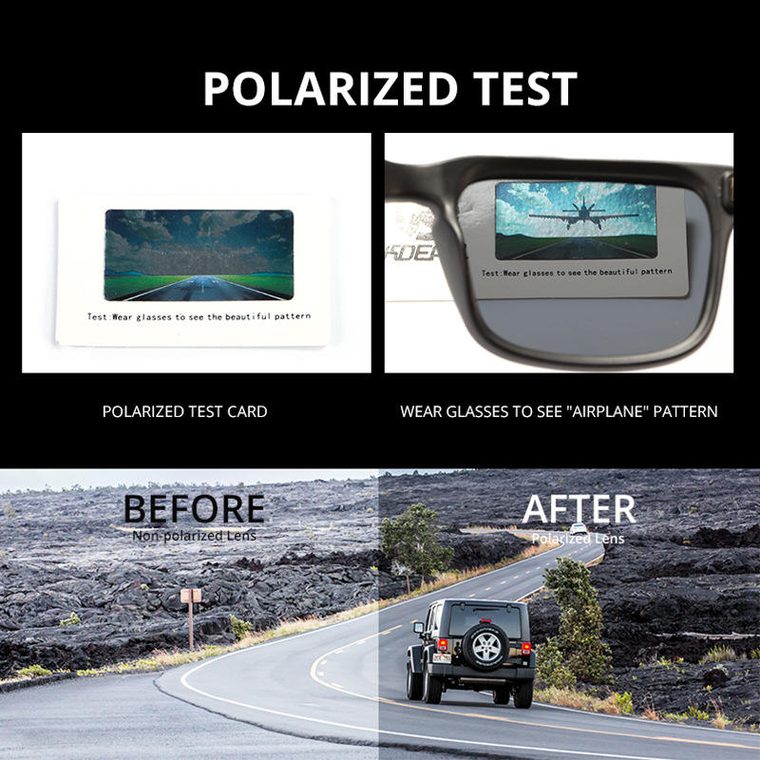 POLARIZED TEST
Test:Wear glasses to see the beautiful pattern
Test:Wear glasses to see the beautiful pattern
POLARIZED TEST CARD
WEAR GLASSES TO SEE "AIRPLANE" PATTERN
BEFORE
Non-polarized Lens
AFTER
Polarized Lens